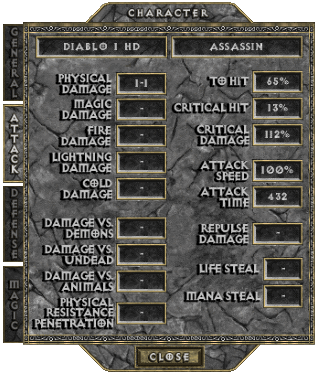 CHARACTER
DIABLO 1 HD
ASSASSIN
GENERAL
ATTACK
DEFENSE
MAGIC
PHYSICAL
DAMAGE
1-1
MAGIC
DAMAGE
-
FIRE
DAMAGE
-
LIGHTNING
DAMAGE
-
COLD
DAMAGE
-
DAMAGE VS.
DEMONS
-
DAMAGE VS.
UNDEAD
-
DAMAGE VS.
ANIMALS
-
PHYSICAL
RESISTANCE
PENETRATION
-
TO HIT
65%
CRITICAL HIT
13%
CRITICAL
DAMAGE
112%
ATTACK
SPEED
100%
ATTACK
TIME
432
REPULSE
DAMAGE
-
LIFE STEAL
-
MANA STEAL
-
CLOSE